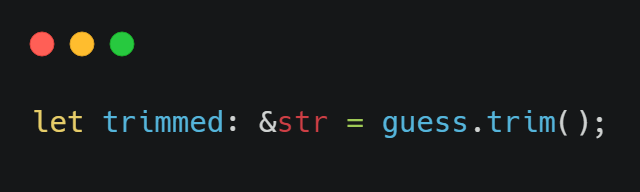 let trimmed: &str = guess.trim();